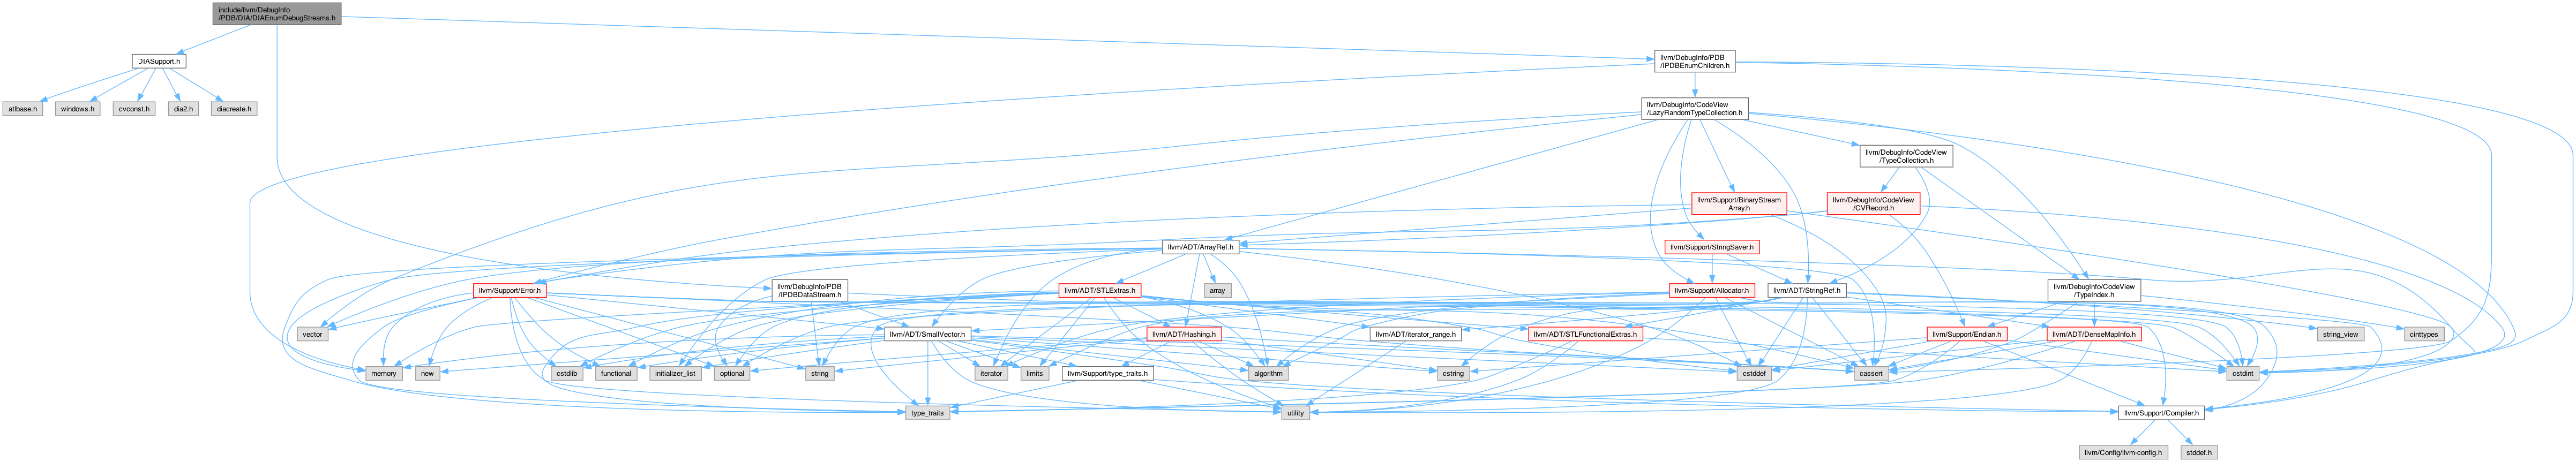 include/llvm/DebugInfo
/PDB/DIA/DIAEnumDebugStreams.h
DIASupport.h
llvm/DebugInfo/PDB
/IPDBEnumChildren.h
atlbase.h
windows.h
cvconst.h
dia2.h
diacreate.h
llvm/DebugInfo/CodeView
/LazyRandomTypeCollection.h
llvm/DebugInfo/CodeView
/TypeCollection.h
llvm/Support/BinaryStream
Array.h
llvm/DebugInfo/CodeView
/CVRecord.h
llvm/ADT/ArrayRef.h
llvm/Support/StringSaver.h
llvm/Support/Error.h
llvm/DebugInfo/PDB
/IPDBDataStream.h
llvm/ADT/STLExtras.h
array
llvm/Support/Allocator.h
llvm/ADT/StringRef.h
llvm/DebugInfo/CodeView
/TypeIndex.h
vector
llvm/ADT/SmallVector.h
llvm/ADT/Hashing.h
llvm/ADT/iterator_range.h
llvm/ADT/STLFunctionalExtras.h
llvm/Support/Endian.h
llvm/ADT/DenseMapInfo.h
string_view
cinttypes
memory
new
cstdlib
functional
initializer_list
optional
string
iterator
limits
llvm/Support/type_traits.h
cstring
algorithm
cstddef
cassert
cstdint
type_traits
utility
llvm/Support/Compiler.h
llvm/Config/llvm-config.h
stddef.h